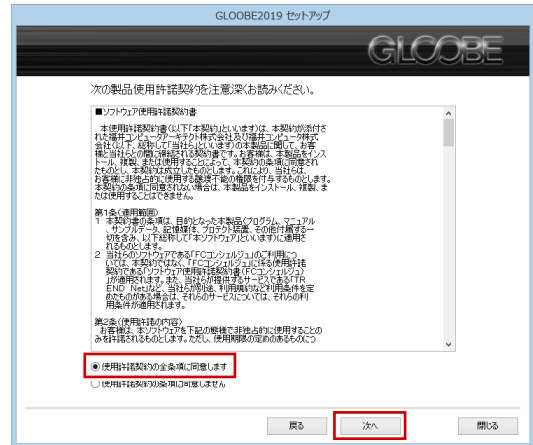 GLOOBE2019 セットアップ
GLOOBE
次の製品使用許諾契約を注意深くお読みください。
■ソフトウェア使用許諾契約書
本使用許諾契約書(以下「本契約」といいます)は、本契約が添付さ
れた福井コンピュータアーキテクト株式会社及び福井コンピュータ株式
会社(以下、総称して「当社ら」といいます)の本製品に関して、お客
様と当社らとの間に締結される契約書です。お客様は、本製品をインス
トール、複製、または使用することによって、本契約の条項に同意され
たものとし、本契約は成立したものとします。これにより、当社らは、
お客様に非独占的に使用する譲渡不能の権限を付与するものとします。
本契約の条項に同意されない場合は、本製品をインストール、複製、ま
たは使用することはできません。
第1条(適用範囲)
1 本契約書の条項は、目的となった本製品(プログラム、マニュアル
、サンプルデータ、記憶媒体、プロテクト装置、その他付属する一
切を含み、以下総称して「本ソフトウェア」といいます)に適用さ
れるものとします。
2 当社らのソフトウェアである「FCコンシェルジュ」のご利用につ
いては、本契約ではなく、「FCコンシェルジュ」に係る使用許諾
契約である「ソフトウェア使用許諾契約書(FCコンシェルジュ)
」が適用されます。また、当社らが提供するサービスである「TR
END Net」など、当社らが別途、利用規約など利用条件を定
めたものがある場合は、それらのサービスについては、それらの利
用条件が適用されます。
第2条(使用許諾の内容)
お客様は、本ソフトウェアを下記の態様で非独占的に使用することの
みを許諾されるものとします。ただし、使用期限の定めのあるものにつ
使用許諾契約の全条項に同意します
使用許諾契約の条項に同意しません
戻る
次へ
閉じる